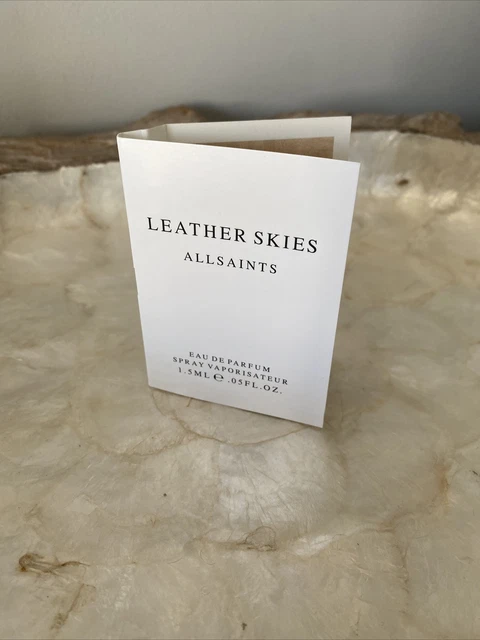 LEATHER SKIES
ALLSAINTS
EAU DE PARFUM
SPRAY VAPORISATEUR
1.5ML ℮ .05FL.OZ.